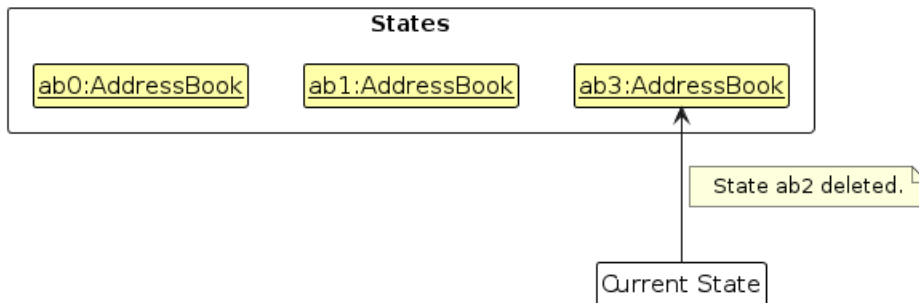 States
ab0:AddressBook
ab1:AddressBook
ab3:AddressBook
State ab2 deleted.
Current State